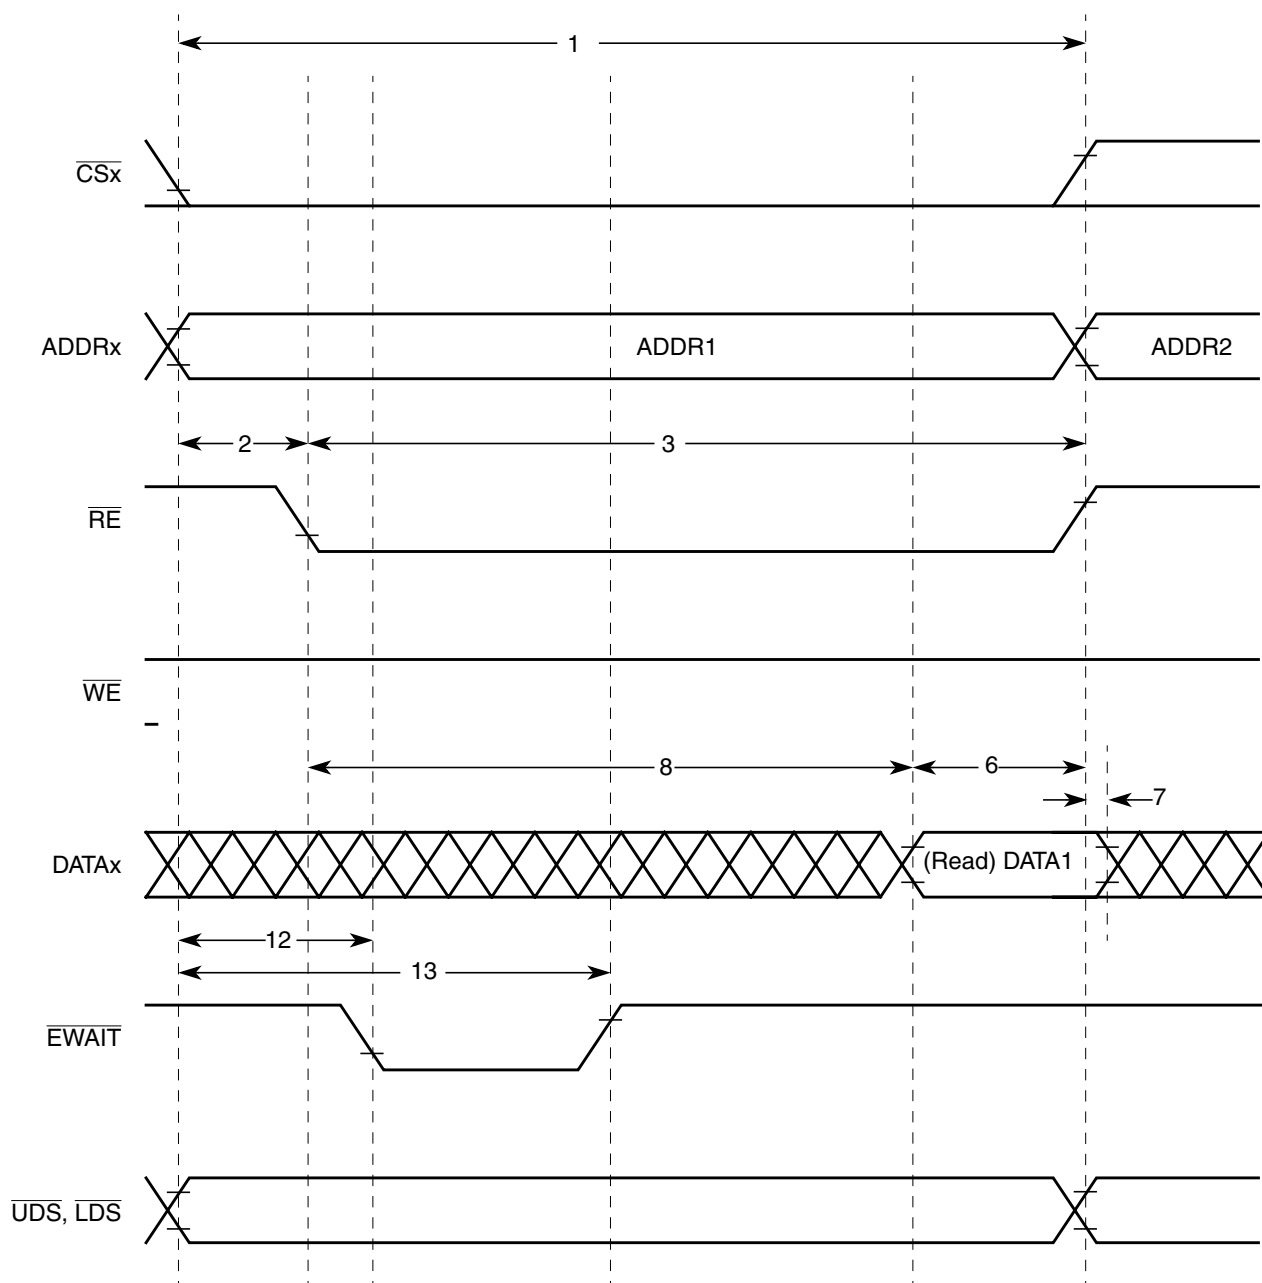 1
CSx
ADDRx ADDR1 ADDR2
2 3
RE
WE
8 6
7
DATAx (Read) DATA1
12
13
EWAIT
UDS, LDS